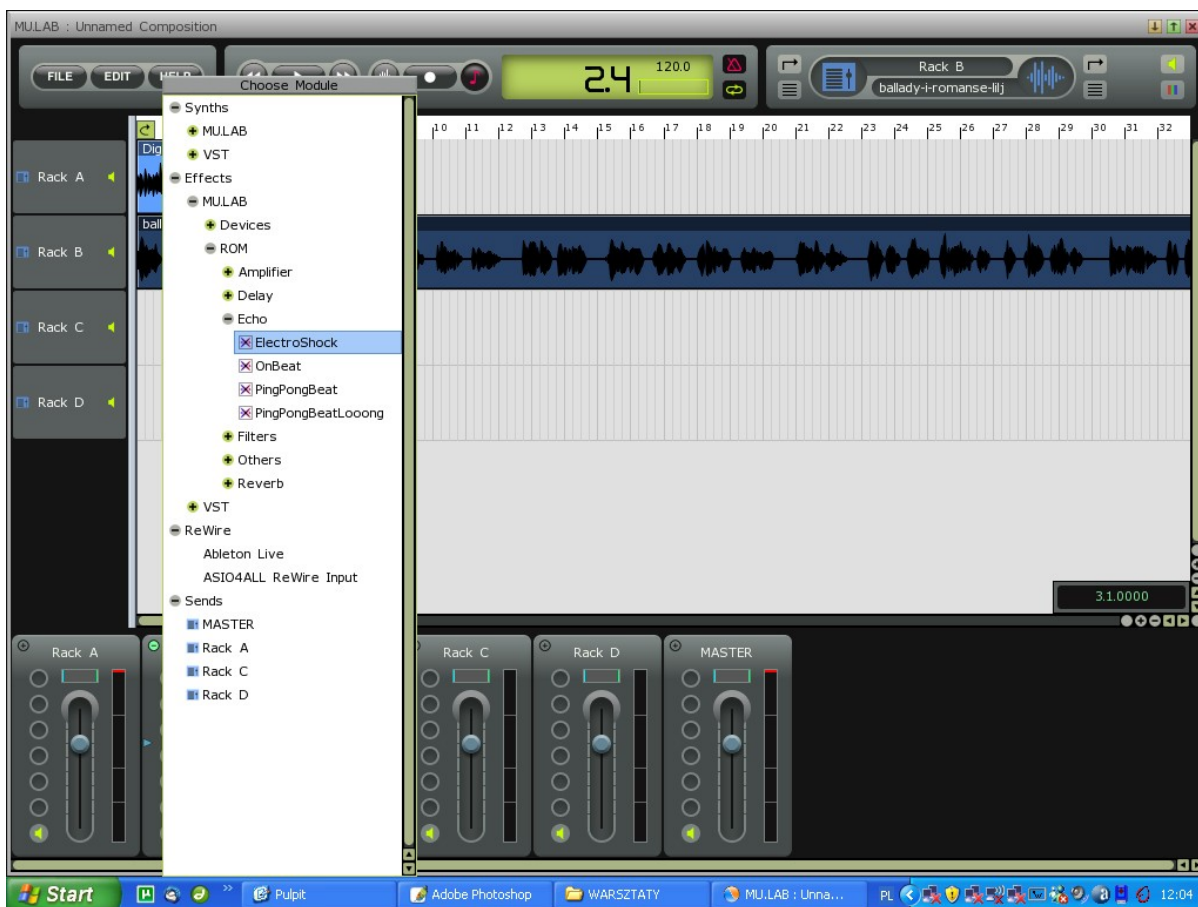 MU.LAB : Unnamed Composition
FILE EDIT HELP
2.4 120.0
Rack B
ballady-i-romanse-lilj
Choose Module
Synths
MU.LAB
VST
Effects
MU.LAB
Devices
ROM
Amplifier
Delay
Echo
ElectroShock
OnBeat
PingPongBeat
PingPongBeatLooong
Filters
Others
Reverb
VST
ReWire
Ableton Live
ASIO4ALL ReWire Input
Sends
MASTER
Rack A
Rack C
Rack D
10 11 12 13 14 15 16 17 18 19 20 21 22 23 24 25 26 27 28 29 30 31 32
Dig
Rack A
ball
Rack B
Rack C
Rack D
3.1.0000
Rack A Rack C Rack D MASTER
Start Pulpit Adobe Photoshop WARSZTATY MU.LAB : Unna... PL 12:04